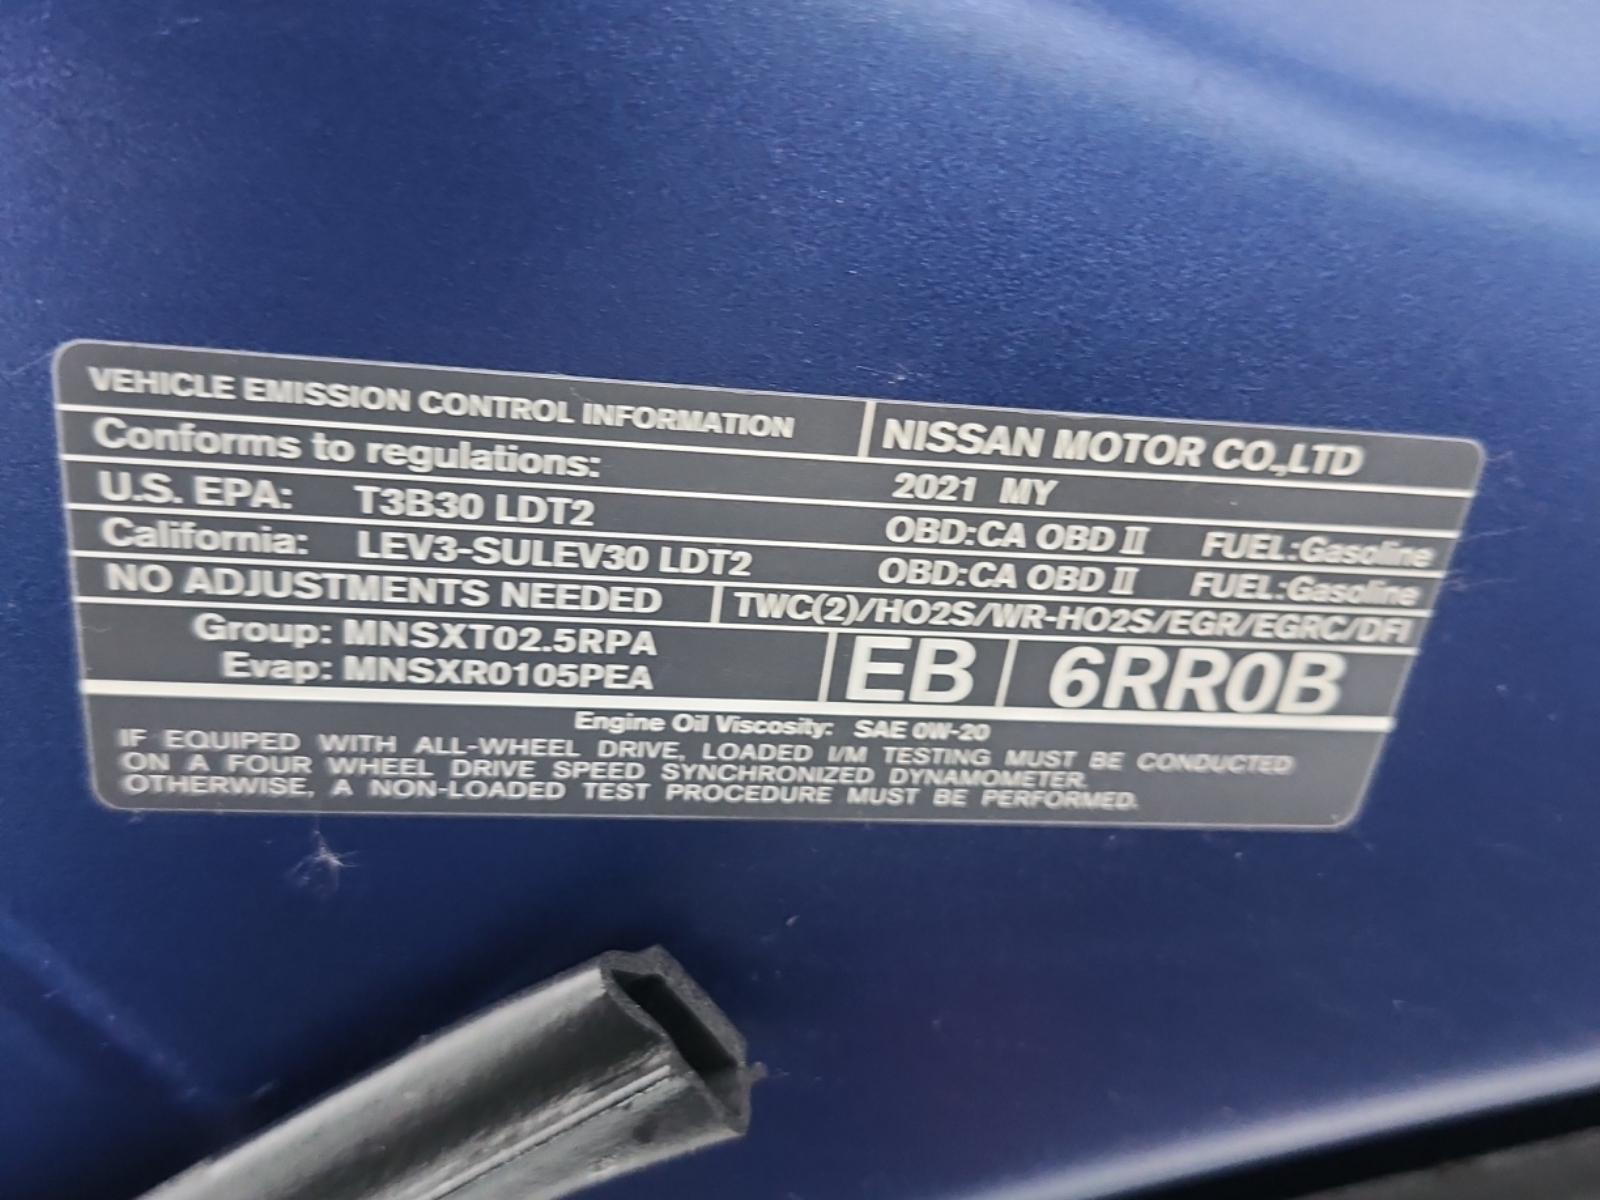 VEHICLE EMISSION CONTROL INFORMATION NISSAN MOTOR CO.,LTD
Conforms to regulations: 2021 MY
U.S. EPA: T3B30 LDT2 OBD:CA OBD II FUEL:Gasoline
California: LEV3-SULEV30 LDT2 OBD:CA OBD II FUEL:Gasoline
NO ADJUSTMENTS NEEDED TWC(2)/HO2S/WR-HO2S/EGR/EGRC/DFI
Group: MNSXT02.5RPA
Evap: MNSXR0105PEA
EB 6RR0B
Engine Oil Viscosity: SAE 0W-20
IF EQUIPED WITH ALL-WHEEL DRIVE, LOADED I/M TESTING MUST BE CONDUCTED
ON A FOUR WHEEL DRIVE SPEED SYNCHRONIZED DYNAMOMETER.
OTHERWISE, A NON-LOADED TEST PROCEDURE MUST BE PERFORMED.